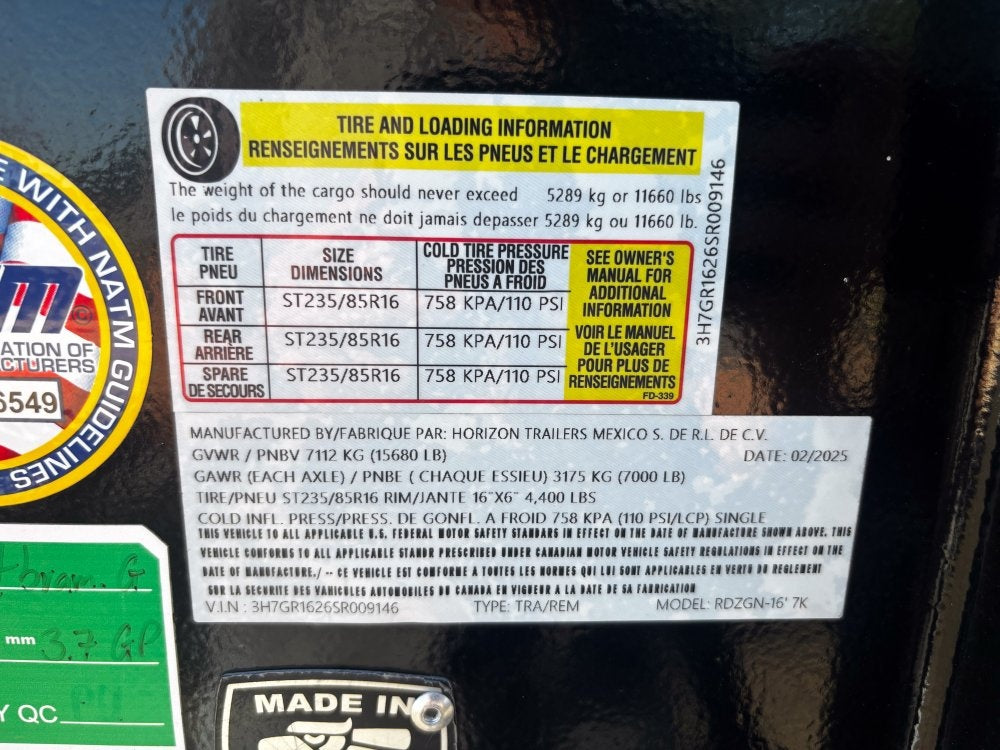 TIRE AND LOADING INFORMATION
RENSEIGNEMENTS SUR LES PNEUS ET LE CHARGEMENT
The weight of the cargo should never exceed 5289 kg or 11660 lbs
le poids du chargement ne doit jamais depasser 5289 kg ou 11660 lb.
3H7GR1626SR009146
TIRE PNEU SIZE DIMENSIONS COLD TIRE PRESSURE PRESSION DES PNEUS A FROID
FRONT AVANT ST235/85R16 758 KPA/110 PSI
REAR ARRIÈRE ST235/85R16 758 KPA/110 PSI
SPARE DE SECOURS ST235/85R16 758 KPA/110 PSI
SEE OWNER'S
MANUAL FOR
ADDITIONAL
INFORMATION
VOIR LE MANUEL
DE L'USAGER
POUR PLUS DE
RENSEIGNEMENTS
FD-339
MANUFACTURED BY/FABRIQUE PAR: HORIZON TRAILERS MEXICO S. DE R.L. DE C.V.
GVWR / PNBV 7112 KG (15680 LB) DATE: 02/2025
GAWR (EACH AXLE) / PNBE ( CHAQUE ESSIEU) 3175 KG (7000 LB)
TIRE/PNEU ST235/85R16 RIM/JANTE 16"X6" 4,400 LBS
COLD INFL. PRESS/PRESS. DE GONFL. A FROID 758 KPA (110 PSI/LCP) SINGLE
THIS VEHICLE TO ALL APPLICABLE U.S. FEDERAL MOTOR SAFETY STANDARS IN EFFECT ON THE DATE OF MANUFACTURE SHOWN ABOVE. THIS
VEHICLE CONFORMS TO ALL APPLICABLE STANDR PRESCRIBED UNDER CANADIAN MOTOR VEHICLE SAFETY REGULATIONS IN EFFECT ON THE
DATE OF MANUFACTURE./ -- CE VEHICLE EST CONFORME A TOUTES LES NORMES QUI LUI SONT APPLICABLES EN VERTU DU REGLEMENT
SUR LA SECURITE DES VEHICULES AUTOMOBILES DU CANADA EN VIGUEUR A LA DATE DE SA FABRICATION
V.I.N : 3H7GR1626SR009146 TYPE: TRA/REM MODEL: RDZGN-16' 7K
WITH NATM GUIDELINES
ATION OF
CTURERS
6549
mm 3.7 GP
QC
MADE IN